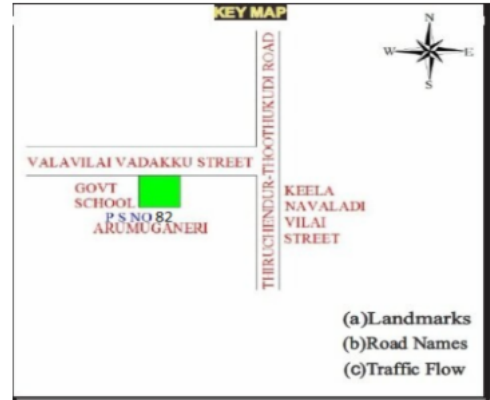 KEY MAP
N
W E
S
THIRUCHENDUR-THOOTHUKUDI ROAD
VALAVILAI VADAKKU STREET
GOVT
SCHOOL
P S NO 82
ARUMUGANERI
KEELA
NAVALADI
VILAI
STREET
(a)Landmarks
(b)Road Names
(c)Traffic Flow